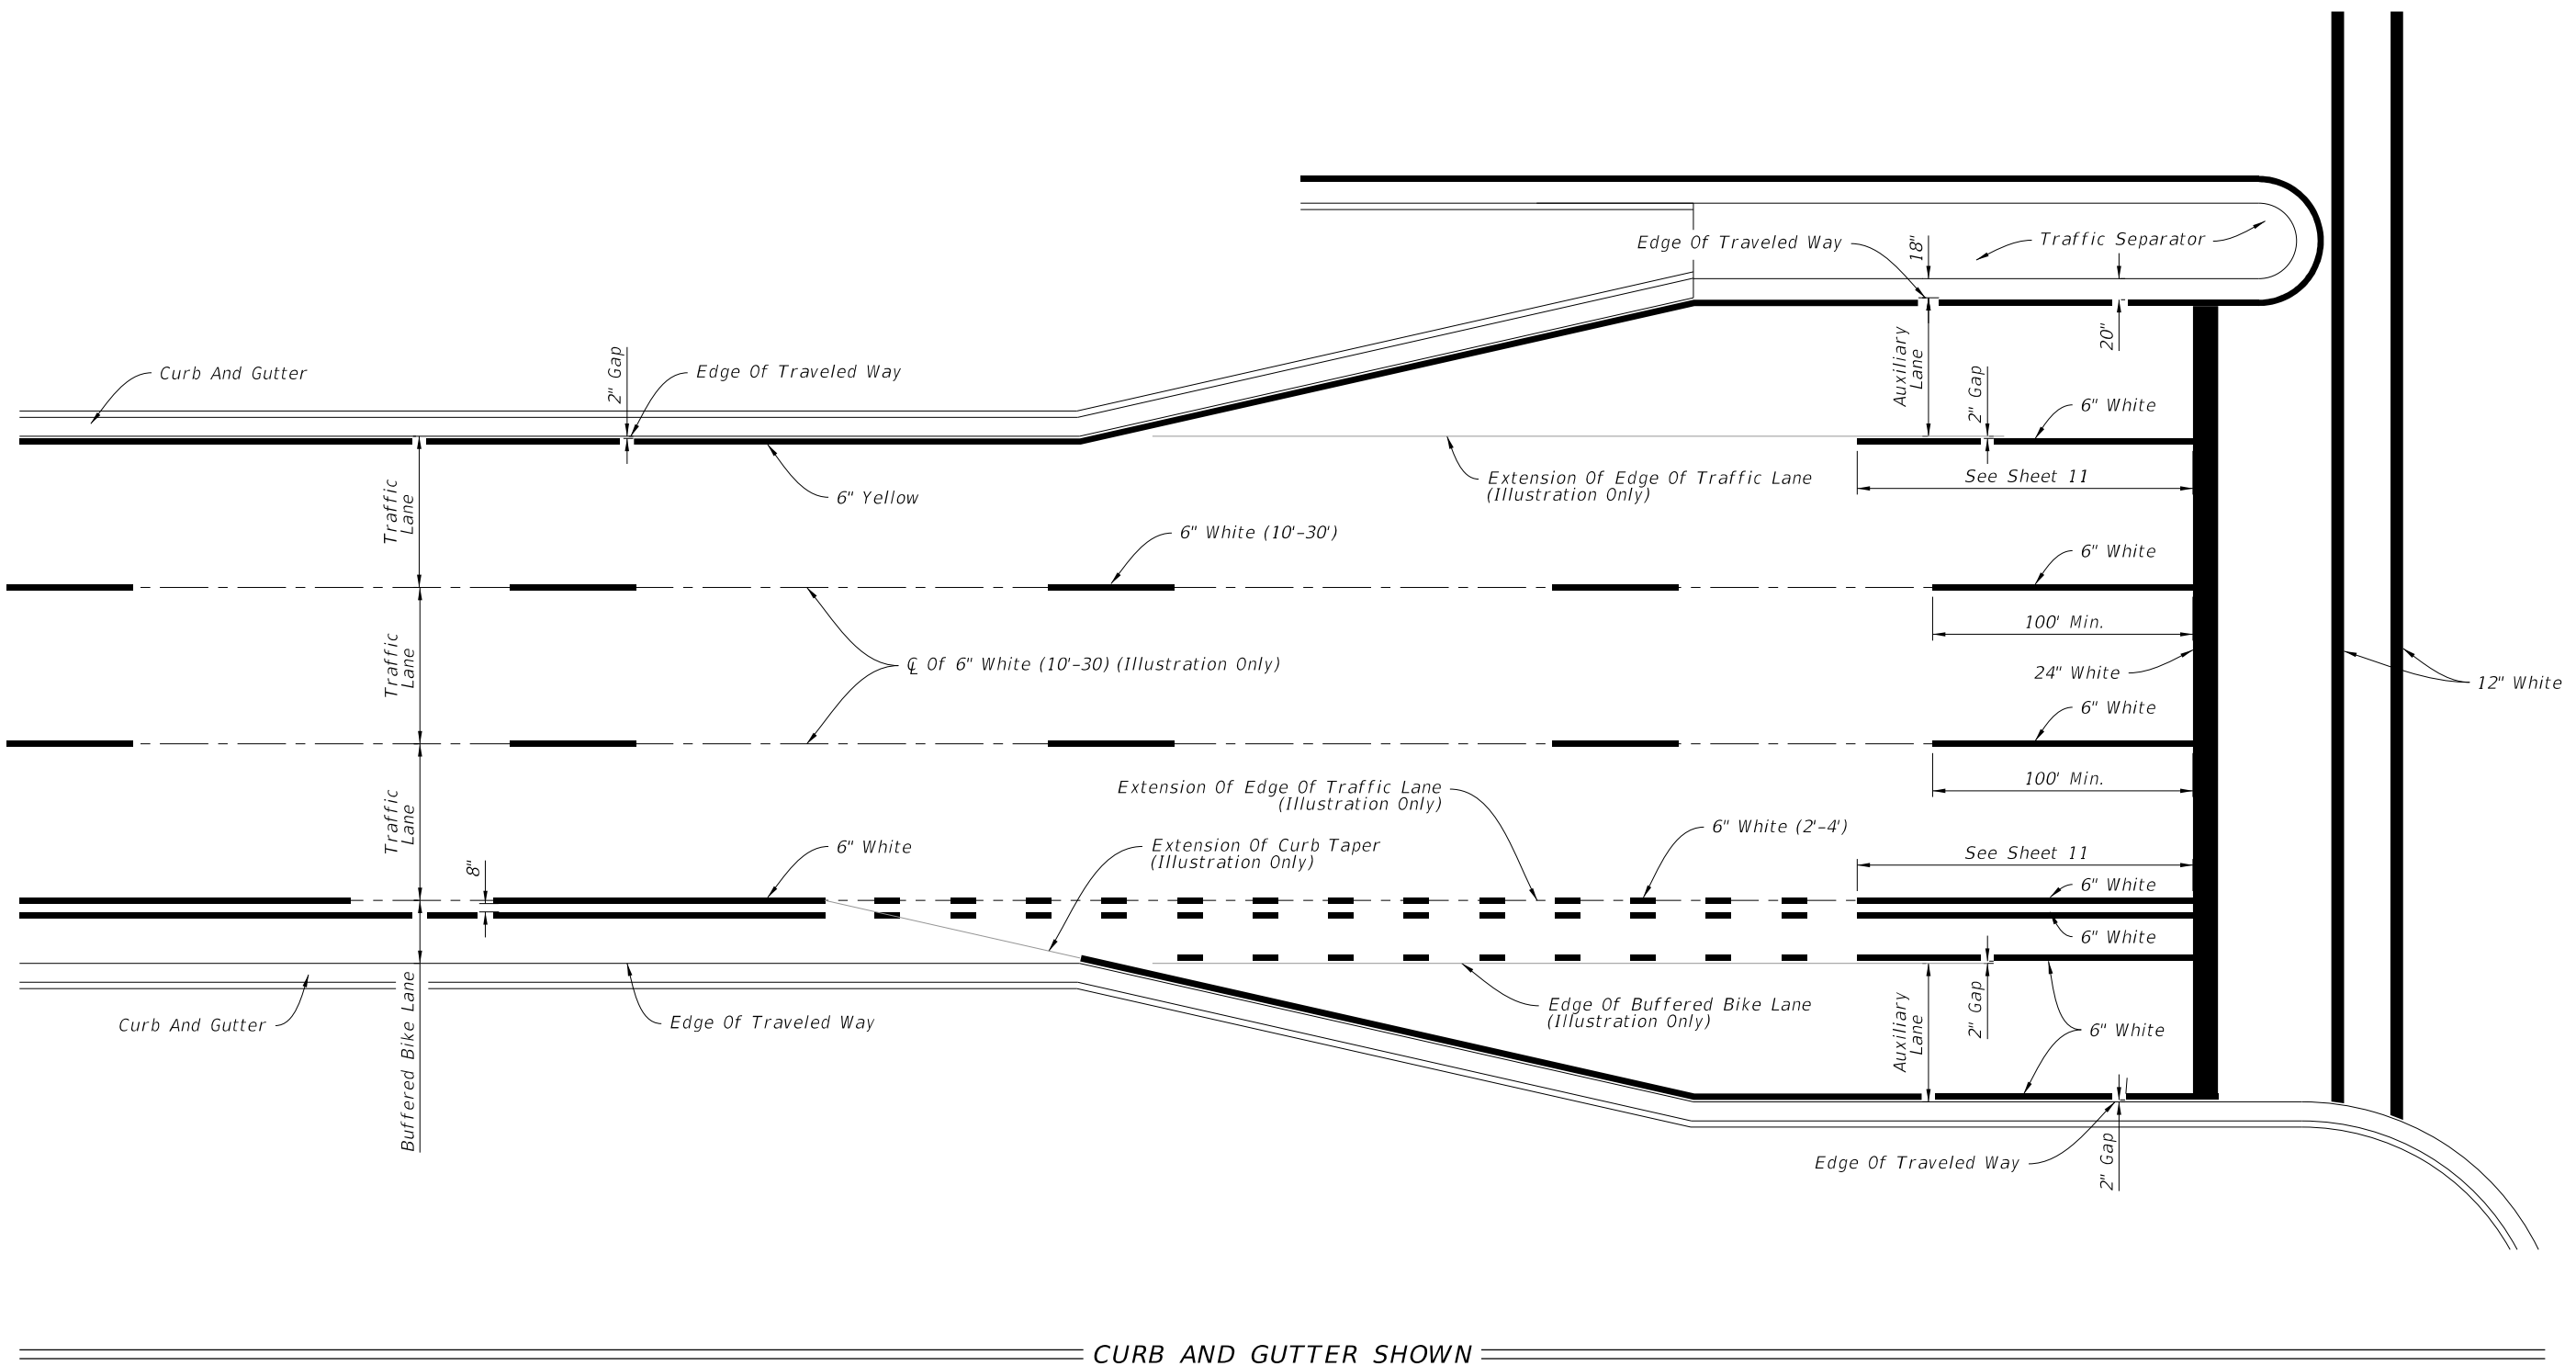 Edge Of Traveled Way
18"
Traffic Separator
20"
Curb And Gutter
2" Gap
Edge Of Traveled Way
Auxiliary
Lane
2" Gap
6" White
6" Yellow
Extension Of Edge Of Traffic Lane
(Illustration Only)
See Sheet 11
Traffic
Lane
6" White (10'-30')
6" White
100' Min.
Traffic
Lane
℄ Of 6" White (10'-30) (Illustration Only)
24" White
12" White
6" White
100' Min.
Extension Of Edge Of Traffic Lane
(Illustration Only)
Traffic
Lane
6" White
8"
Extension Of Curb Taper
(Illustration Only)
6" White (2'-4')
See Sheet 11
6" White
6" White
Buffered Bike Lane
Curb And Gutter
Edge Of Traveled Way
Edge Of Buffered Bike Lane
(Illustration Only)
Auxiliary
Lane
2" Gap
6" White
Edge Of Traveled Way
2" Gap
CURB AND GUTTER SHOWN